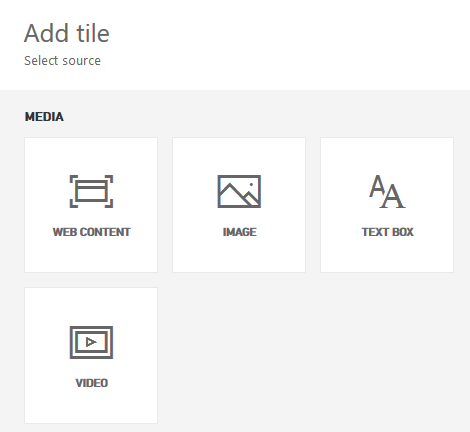 Add tile
Select source
MEDIA
WEB CONTENT
IMAGE
TEXT BOX
VIDEO